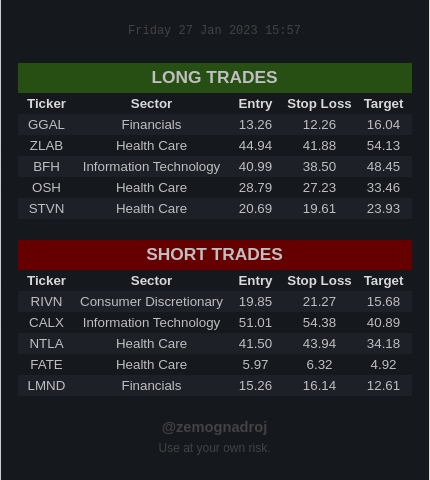 Friday 27 Jan 2023 15:57
LONG TRADES
Ticker Sector Entry Stop Loss Target
GGAL Financials 13.26 12.26 16.04
ZLAB Health Care 44.94 41.88 54.13
BFH Information Technology 40.99 38.50 48.45
OSH Health Care 28.79 27.23 33.46
STVN Health Care 20.69 19.61 23.93
SHORT TRADES
Ticker Sector Entry Stop Loss Target
RIVN Consumer Discretionary 19.85 21.27 15.68
CALX Information Technology 51.01 54.38 40.89
NTLA Health Care 41.50 43.94 34.18
FATE Health Care 5.97 6.32 4.92
LMND Financials 15.26 16.14 12.61
@zemognadroj
Use at your own risk.